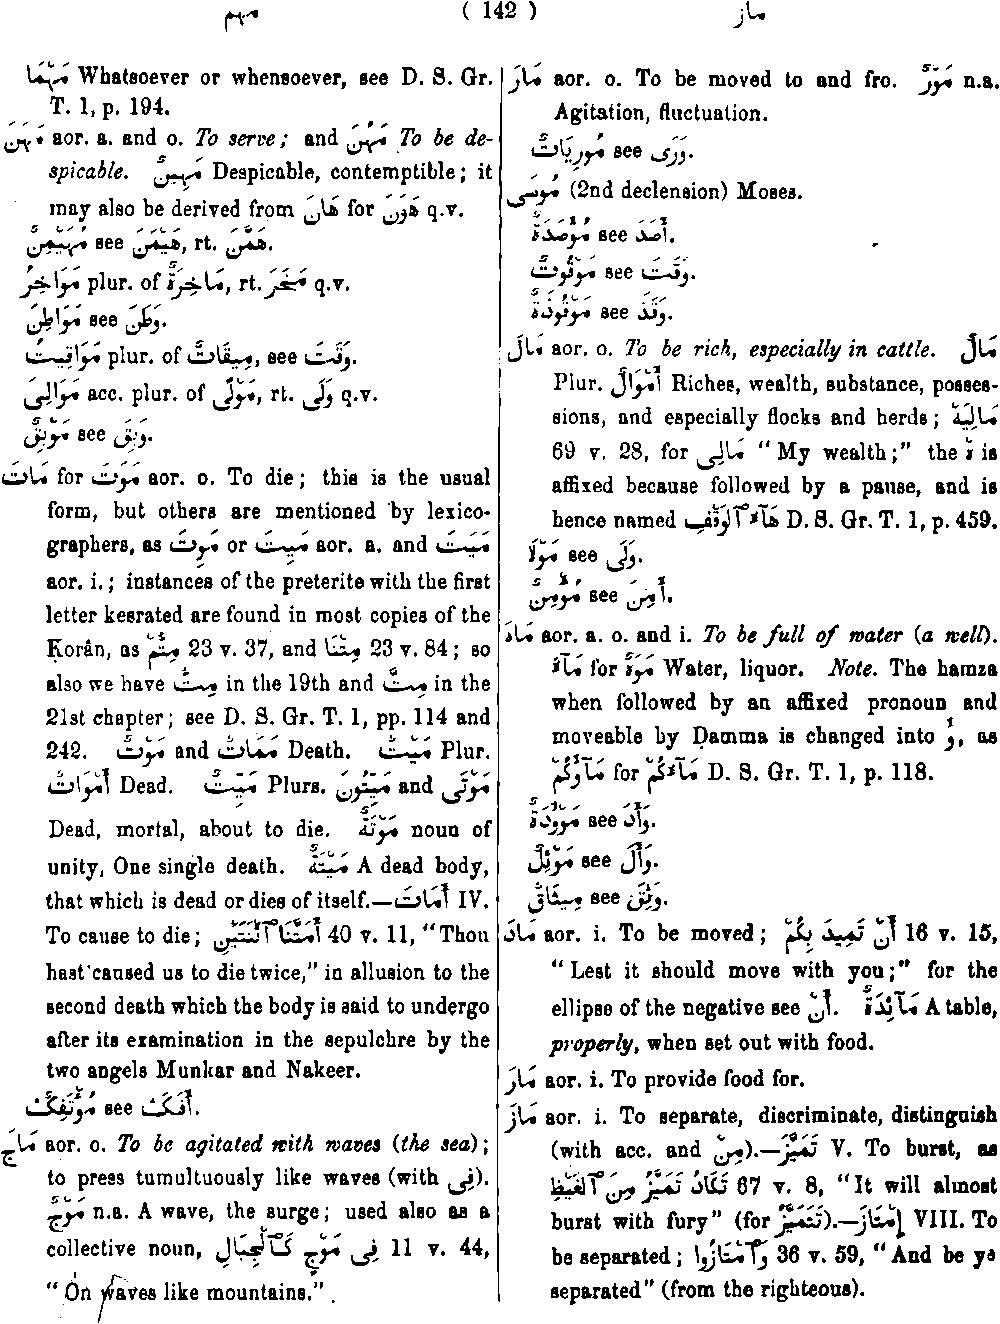 مهم ( 142 ) ماز
مَهْمَا Whatsoever or whensoever, see D. S. Gr.
T. 1, p. 194.
مَهَنَ aor. a. and o. To serve; and مَهُنَ To be de-
spicable. مَهِينٌ Despicable, contemptible; it
may also be derived from هَانَ for هَوَنَ q.v.
مُهَيْمِنٌ see هَيْمَنَ, rt. هَمَنَ.
مَوَاخِرُ plur. of مَاخِرَةٌ, rt. مَخَرَ q.v.
مَوَاطِنَ see وَطَنَ.
مَوَاقِيتُ plur. of مِيقَاتٌ, see وَقَتَ.
مَوَالِيَ acc. plur. of مَوْلًى, rt. وَلَى q.v.
مَوْثِقٌ see وَثِقَ.
مَاتَ for مَوَتَ aor. o. To die; this is the usual
form, but others are mentioned by lexico-
graphers, as مَوِتَ or مَيِتَ aor. a. and مَيَتَ
aor. i.; instances of the preterite with the first
letter kesrated are found in most copies of the
Ḳorân, as مِتُّمْ 23 v. 37, and مِتْنَا 23 v. 84; so
also we have مِتُّ in the 19th and مِتَّ in the
21st chapter; see D. S. Gr. T. 1, pp. 114 and
242. مَوْتٌ and مَمَاتٌ Death. مَيْتٌ Plur.
أَمْوَاتٌ Dead. مَيِّتٌ Plurs. مَيِّتُونَ and مَوْتَى
Dead, mortal, about to die. مَوْتَةٌ noun of
unity, One single death. مَيْتَةٌ A dead body,
that which is dead or dies of itself.—أَمَاتَ IV.
To cause to die; أَمَتَّنَا ٱثْنَتَيْنِ 40 v. 11, "Thou
hast caused us to die twice," in allusion to the
second death which the body is said to undergo
after its examination in the sepulchre by the
two angels Munkar and Nakeer.
مُؤْتَفِكَتٌ see أَفَكَ.
مَاجَ aor. o. To be agitated with waves (the sea);
to press tumultuously like waves (with فِى).
مَوْجٌ n.a. A wave, the surge; used also as a
collective noun, فِى مَوْجٍ كَٱلْجِبَالِ 11 v. 44,
"On waves like mountains."
مَارَ aor. o. To be moved to and fro. مَوْرٌ n.a.
Agitation, fluctuation.
مُورِيَاتٌ see وَرَى.
مُوسَى (2nd declension) Moses.
مُؤْصَدَةٌ see أَصَدَ.
مَوْقُوتٌ see وَقَتَ.
مَوْقُوذَةٌ see وَقَذَ.
مَالَ aor. o. To be rich, especially in cattle. مَالٌ
Plur. أَمْوَالٌ Riches, wealth, substance, posses-
sions, and especially flocks and herds; مَالِيَهْ
69 v. 28, for مَالِى "My wealth;" the هْ is
affixed because followed by a pause, and is
hence named هَآءُ ٱلْوَقْفِ D. S. Gr. T. 1, p. 459.
مَوْلًا see وَلَى.
مُؤْمِنٌ see أَمِنَ.
مَاهَ aor. a. o. and i. To be full of water (a well).
مَآءٌ for مَوَهٌ Water, liquor. Note. The hamza
when followed by an affixed pronoun and
moveable by Ḍamma is changed into ؤُ, as
مَآؤُكُمْ for مَآءُكُمْ D. S. Gr. T. 1, p. 118.
مَوْؤُدَةٌ see وَأَدَ.
مَوْئِلٌ see وَأَلَ.
مِيثَاقٌ see وَثِقَ.
مَادَ aor. i. To be moved; أَنْ تَمِيدَ بِكُمْ 16 v. 15,
"Lest it should move with you;" for the
ellipse of the negative see أَنْ. مَآئِدَةٌ A table,
properly, when set out with food.
مَارَ aor. i. To provide food for.
مَازَ aor. i. To separate, discriminate, distinguish
(with acc. and مِنْ).—تَمَيَّزَ V. To burst, as
تَكَادُ تَمَيَّزُ مِنَ ٱلْغَيْظِ 67 v. 8, "It will almost
burst with fury" (for تَتَمَيَّزُ).—إِمْتَازَ VIII. To
be separated; وَٱمْتَازُوا 36 v. 59, "And be ye
separated" (from the righteous).